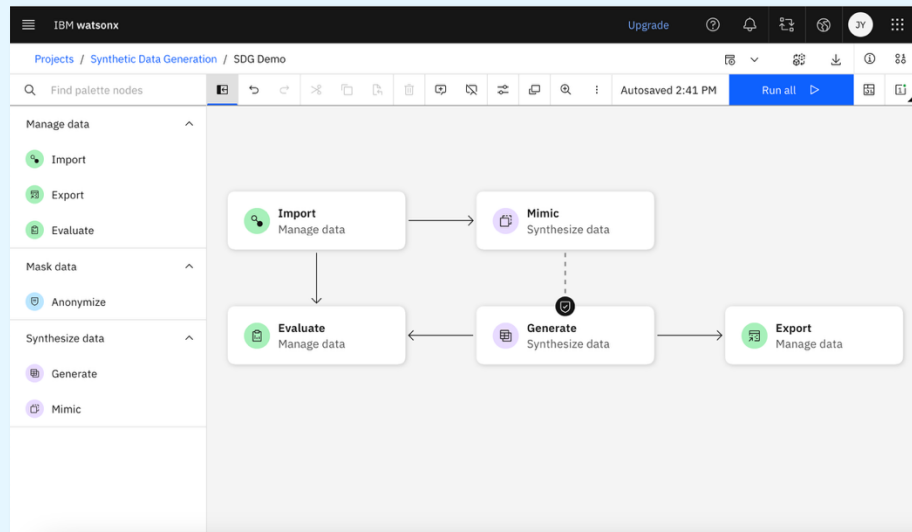 IBM watsonx
Upgrade
JY
Projects / Synthetic Data Generation / SDG Demo
Find palette nodes
Autosaved 2:41 PM
Run all
Manage data
Import
Export
Evaluate
Mask data
Anonymize
Synthesize data
Generate
Mimic
Import
Manage data
Mimic
Synthesize data
Evaluate
Manage data
Generate
Synthesize data
Export
Manage data